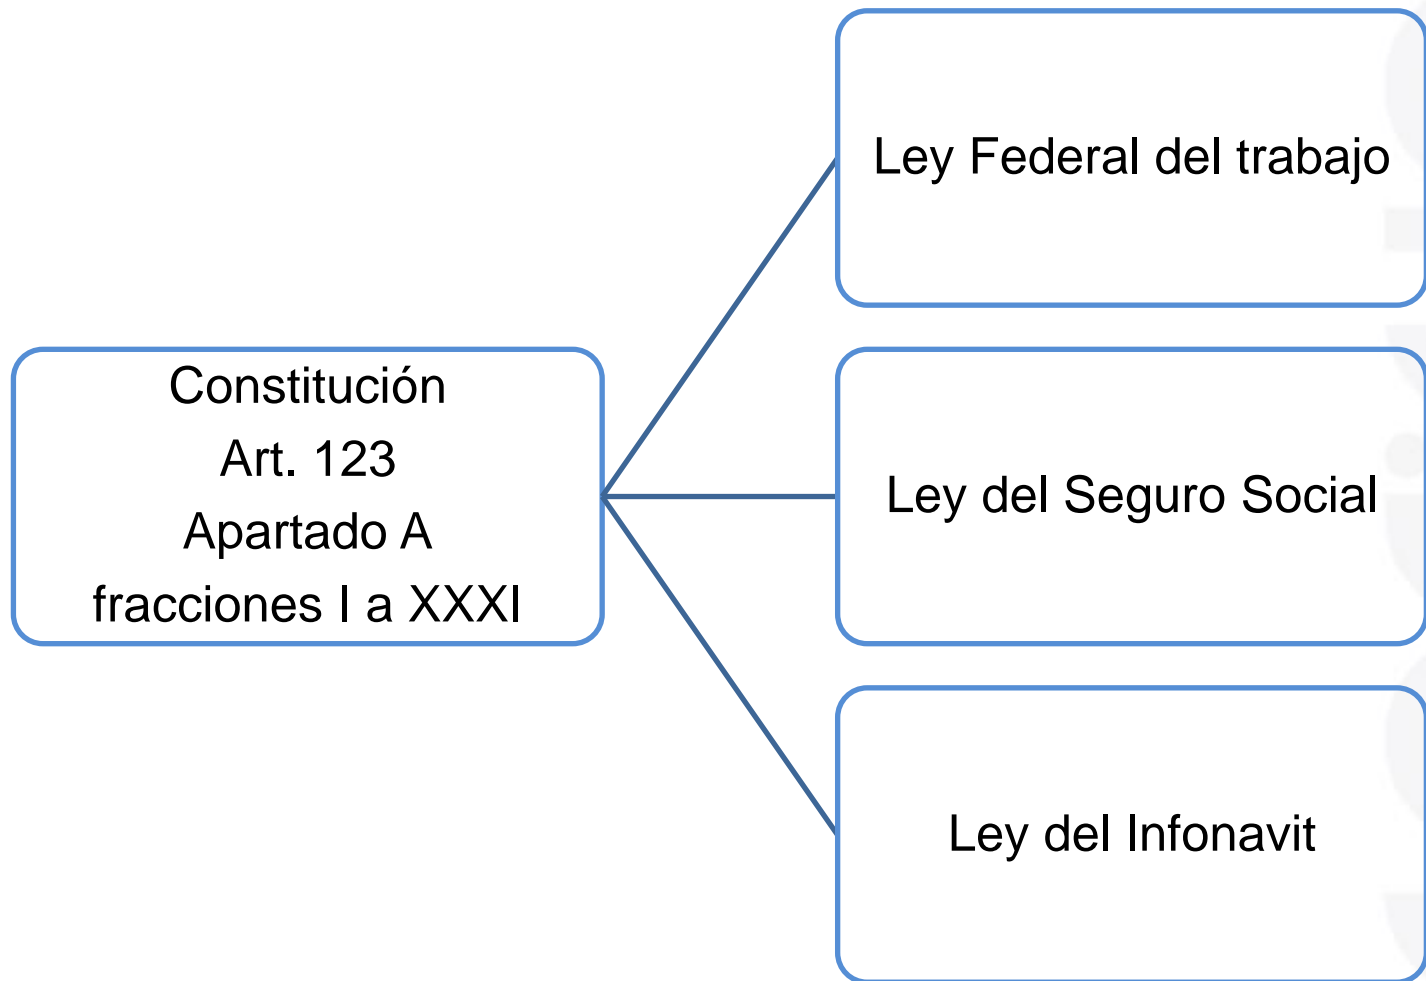 Ley Federal del trabajo
Constitución
Art. 123
Apartado A
fracciones I a XXXI
Ley del Seguro Social
Ley del Infonavit